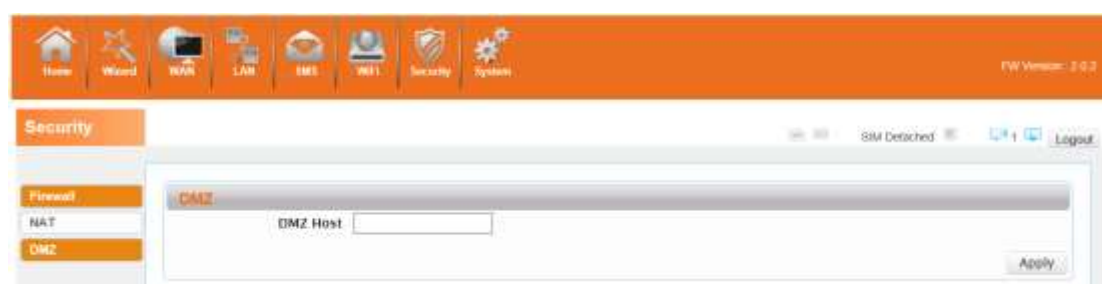 Home Wizard WAN LAN SMS WiFi Security System
FW Version: 2.0.2
Security
SIM Detached 1 Logout
Firewall
DMZ
NAT
DMZ Host
DMZ
Apply